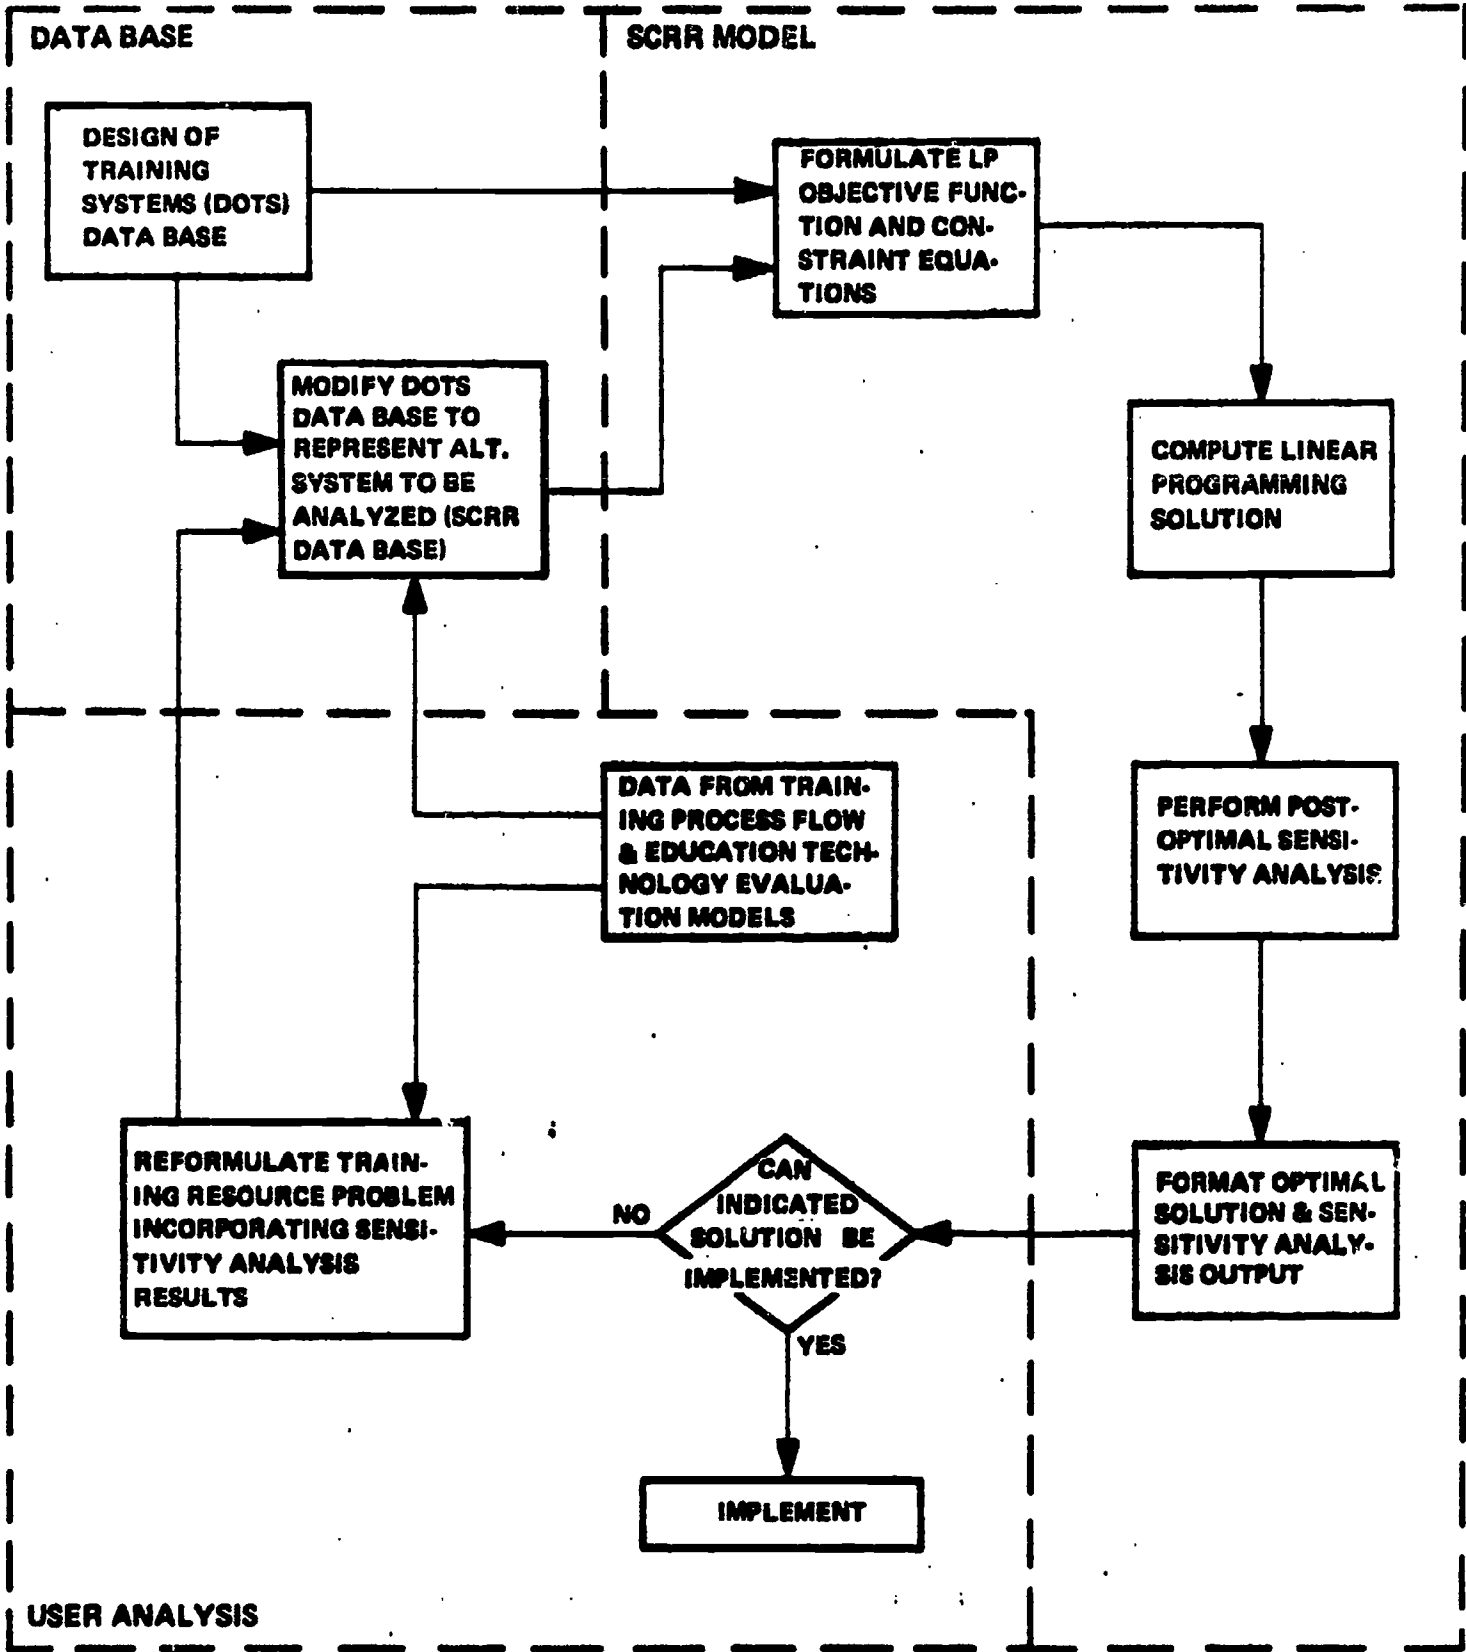 DATA BASE
SCRR MODEL
DESIGN OF
TRAINING
SYSTEMS (DOTS)
DATA BASE
FORMULATE LP
OBJECTIVE FUNC-
TION AND CON-
STRAINT EQUA-
TIONS
MODIFY DOTS
DATA BASE TO
REPRESENT ALT.
SYSTEM TO BE
ANALYZED (SCRR
DATA BASE)
COMPUTE LINEAR
PROGRAMMING
SOLUTION
DATA FROM TRAIN-
ING PROCESS FLOW
& EDUCATION TECH-
NOLOGY EVALUA-
TION MODELS
PERFORM POST-
OPTIMAL SENSI-
TIVITY ANALYSIS
REFORMULATE TRAIN-
ING RESOURCE PROBLEM
INCORPORATING SENSI-
TIVITY ANALYSIS
RESULTS
NO
CAN
INDICATED
SOLUTION BE
IMPLEMENTED?
YES
FORMAT OPTIMAL
SOLUTION & SEN-
SITIVITY ANALY-
SIS OUTPUT
IMPLEMENT
USER ANALYSIS